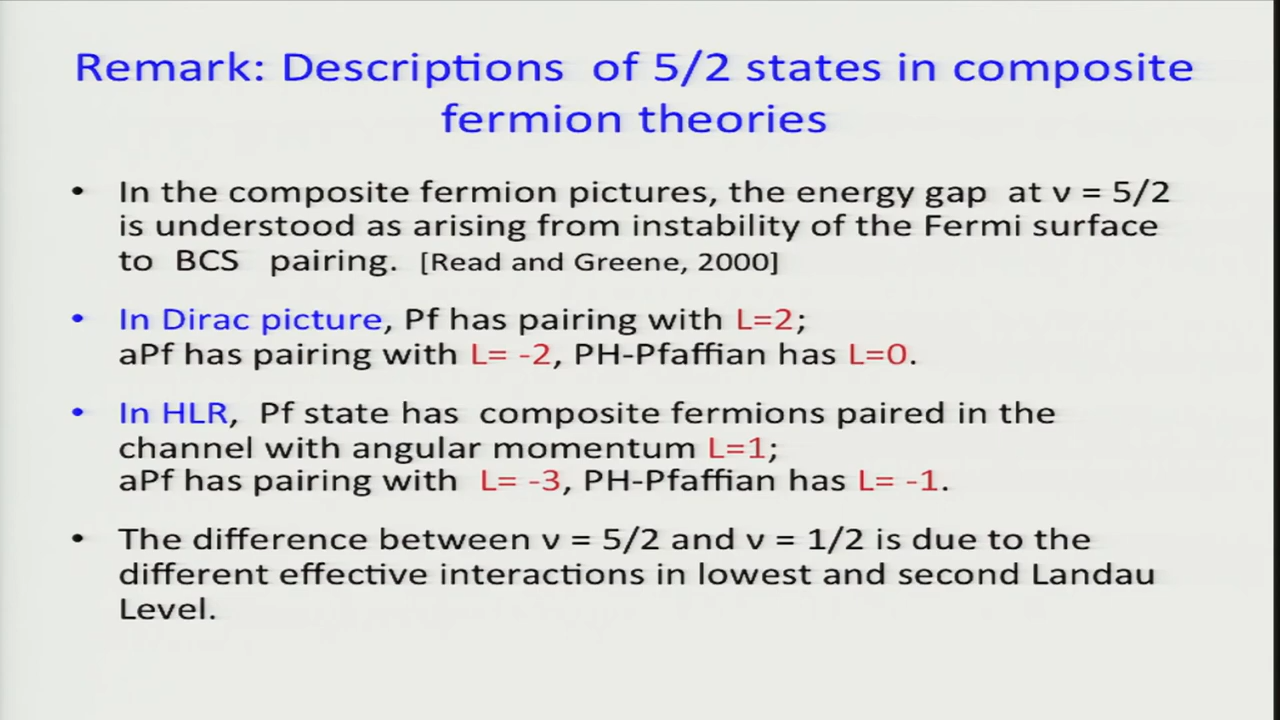 Remark: Descriptions of 5/2 states in composite
fermion theories
• In the composite fermion pictures, the energy gap at ν = 5/2
is understood as arising from instability of the Fermi surface
to BCS pairing. [Read and Greene, 2000]
• In Dirac picture, Pf has pairing with L=2;
aPf has pairing with L= -2, PH-Pfaffian has L=0.
• In HLR, Pf state has composite fermions paired in the
channel with angular momentum L=1;
aPf has pairing with L= -3, PH-Pfaffian has L= -1.
• The difference between ν = 5/2 and ν = 1/2 is due to the
different effective interactions in lowest and second Landau
Level.